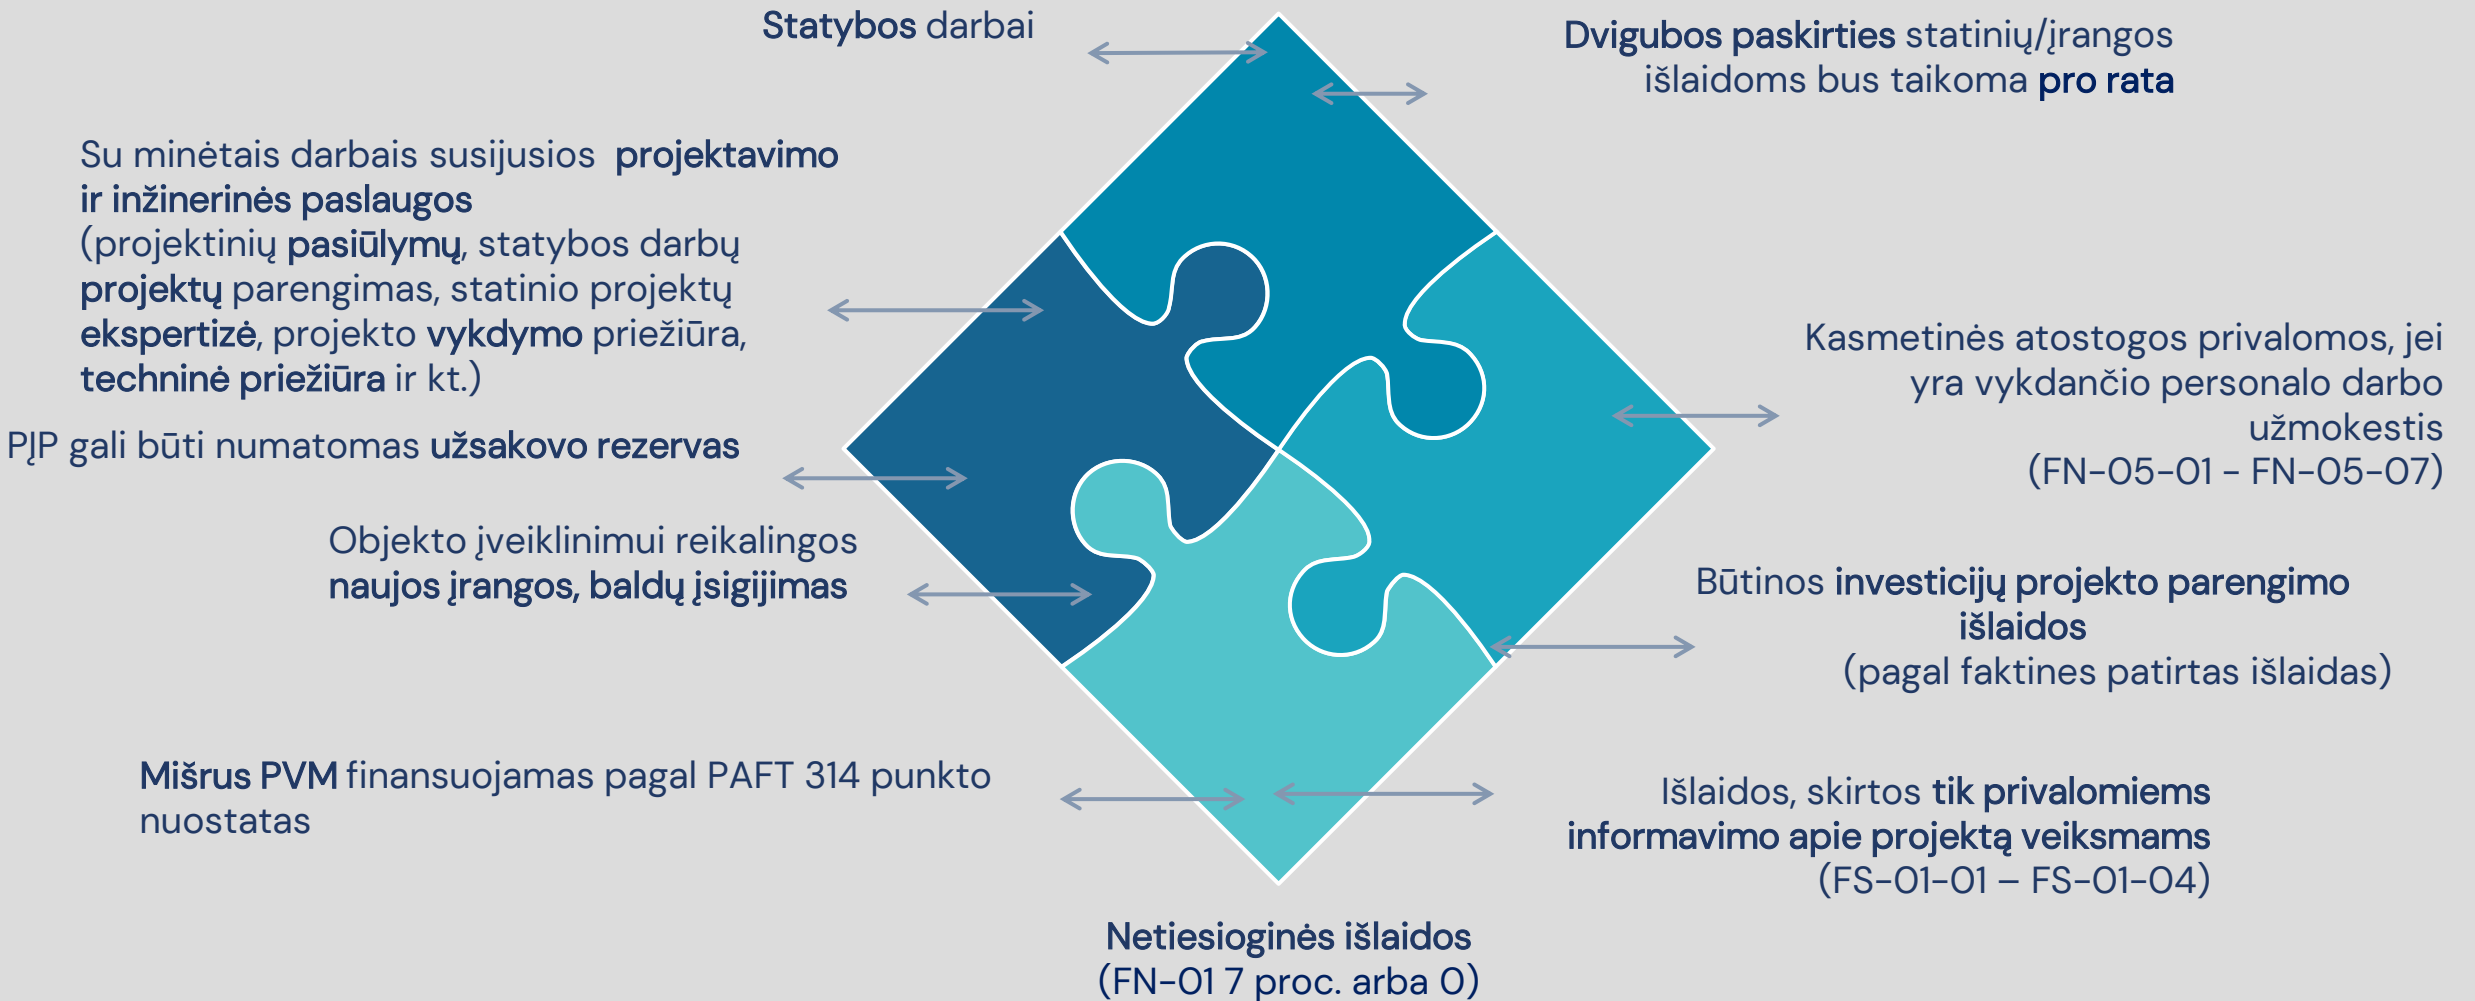 Statybos darbai
Dvigubos paskirties statinių/įrangos
išlaidoms bus taikoma pro rata
Su minėtais darbais susijusios projektavimo
ir inžinerinės paslaugos
(projektinių pasiūlymų, statybos darbų
projektų parengimas, statinio projektų
ekspertizė, projekto vykdymo priežiūra,
techninė priežiūra ir kt.)
Kasmetinės atostogos privalomos, jei
yra vykdančio personalo darbo
užmokestis
(FN-05-01 - FN-05-07)
PĮP gali būti numatomas užsakovo rezervas
Objekto įveiklinimui reikalingos
naujos įrangos, baldų įsigijimas
Būtinos investicijų projekto parengimo
išlaidos
(pagal faktines patirtas išlaidas)
Mišrus PVM finansuojamas pagal PAFT 314 punkto
nuostatas
Išlaidos, skirtos tik privalomiems
informavimo apie projektą veiksmams
(FS-01-01 – FS-01-04)
Netiesioginės išlaidos
(FN-01 7 proc. arba 0)